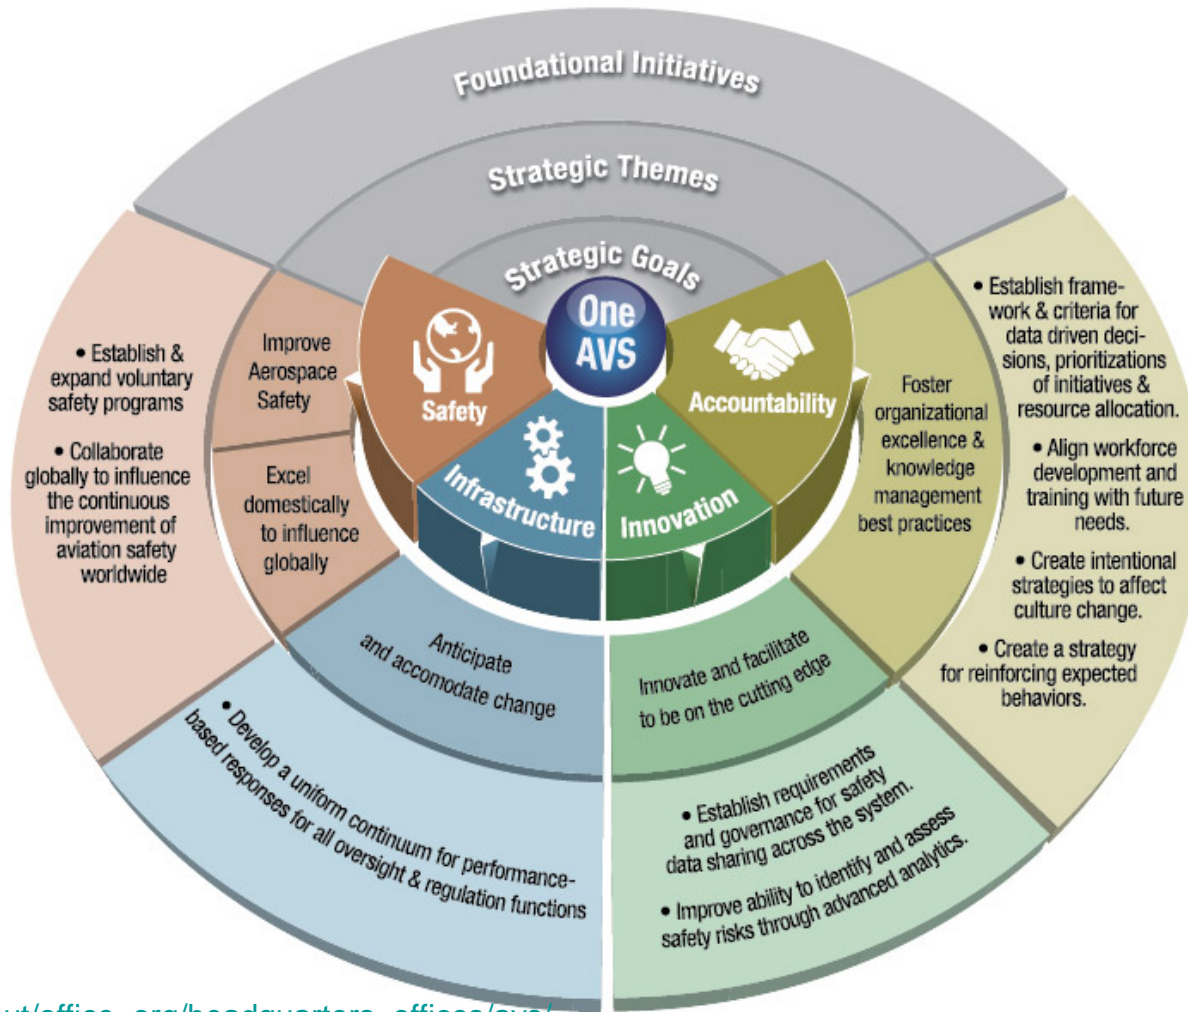 Foundational Initiatives
Strategic Themes
Strategic Goals
One
AVS
Safety
Infrastructure
Innovation
Accountability
Improve
Aerospace
Safety
Excel
domestically
to influence
globally
• Establish &
expand voluntary
safety programs
• Collaborate
globally to influence
the continuous
improvement of
aviation safety
worldwide
Anticipate
and accomodate change
• Develop a uniform continuum for performance-
based responses for all oversight & regulation functions
Innovate and facilitate
to be on the cutting edge
• Establish requirements
and governance for safety
data sharing across the system.
• Improve ability to identify and assess
safety risks through advanced analytics.
Foster
organizational
excellence &
knowledge
management
best practices
• Establish frame-
work & criteria for
data driven deci-
sions, prioritizations
of initiatives &
resource allocation.
• Align workforce
development and
training with future
needs.
• Create intentional
strategies to affect
culture change.
• Create a strategy
for reinforcing expected
behaviors.